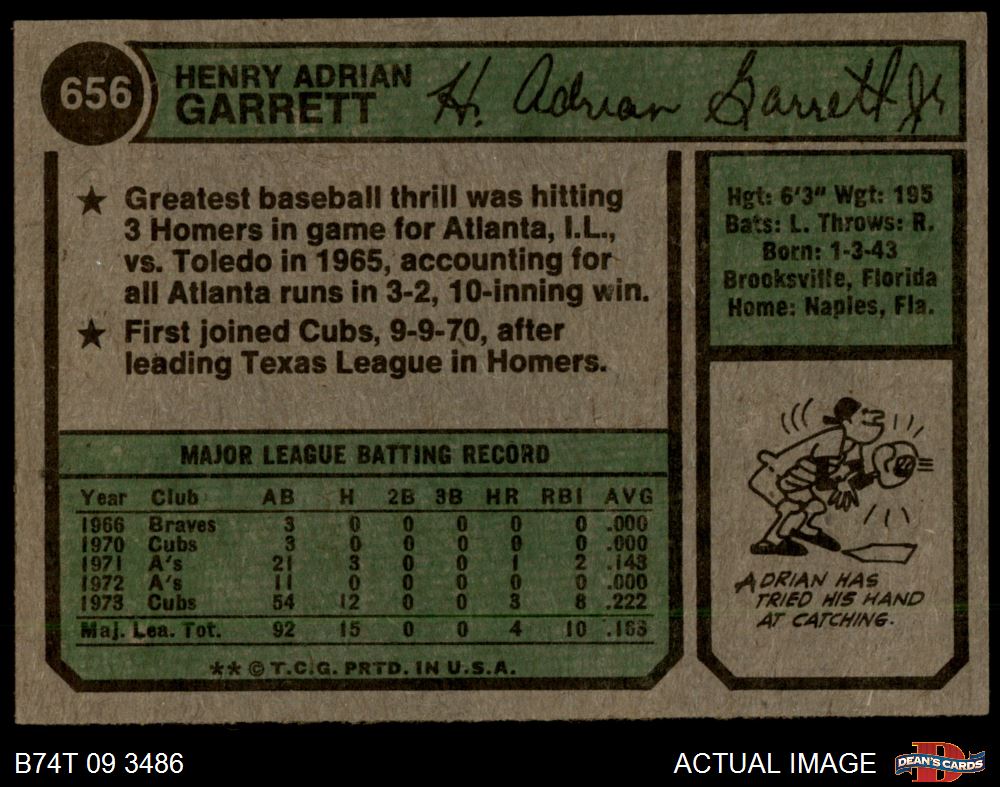 656
HENRY ADRIAN
GARRETT
H. Adrian Garrett Jr
★ Greatest baseball thrill was hitting
3 Homers in game for Atlanta, I.L.,
vs. Toledo in 1965, accounting for
all Atlanta runs in 3-2, 10-inning win.
★ First joined Cubs, 9-9-70, after
leading Texas League in Homers.
Hgt: 6'3" Wgt: 195
Bats: L. Throws: R.
Born: 1-3-43
Brooksville, Florida
Home: Naples, Fla.
MAJOR LEAGUE BATTING RECORD
Year Club AB H 2B 3B HR RBI AVG
1966 Braves 3 0 0 0 0 0 .000
1970 Cubs 3 0 0 0 0 0 .000
1971 A's 21 3 0 0 1 2 .143
1972 A's 11 0 0 0 0 0 .000
1973 Cubs 54 12 0 0 3 8 .222
Maj. Lea. Tot. 92 15 0 0 4 10 .163
** © T.C.G. PRTD. IN U.S.A.
ADRIAN HAS
TRIED HIS HAND
AT CATCHING.
B74T 09 3486
ACTUAL IMAGE
DEAN'S CARDS